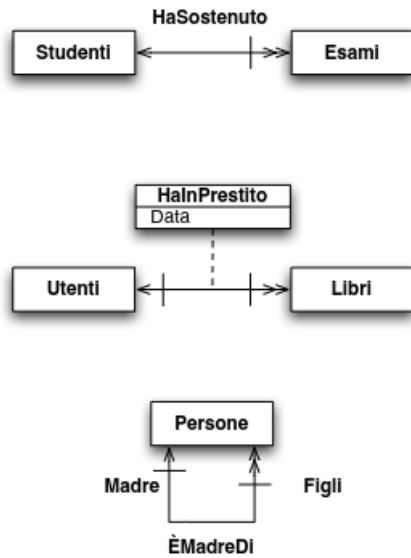 HaSostenuto
Studenti
Esami
HaInPrestito
Data
Utenti
Libri
Persone
Madre
Figli
ÈMadreDi